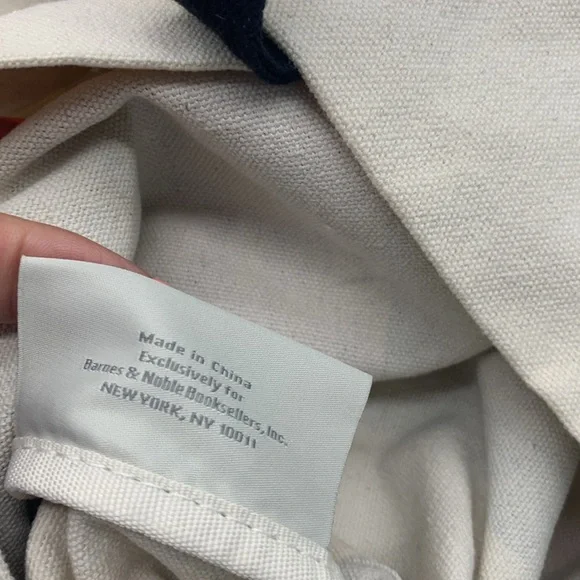 Made in China
Exclusively for
Barnes & Noble Booksellers, Inc.
NEW YORK, NY 10011